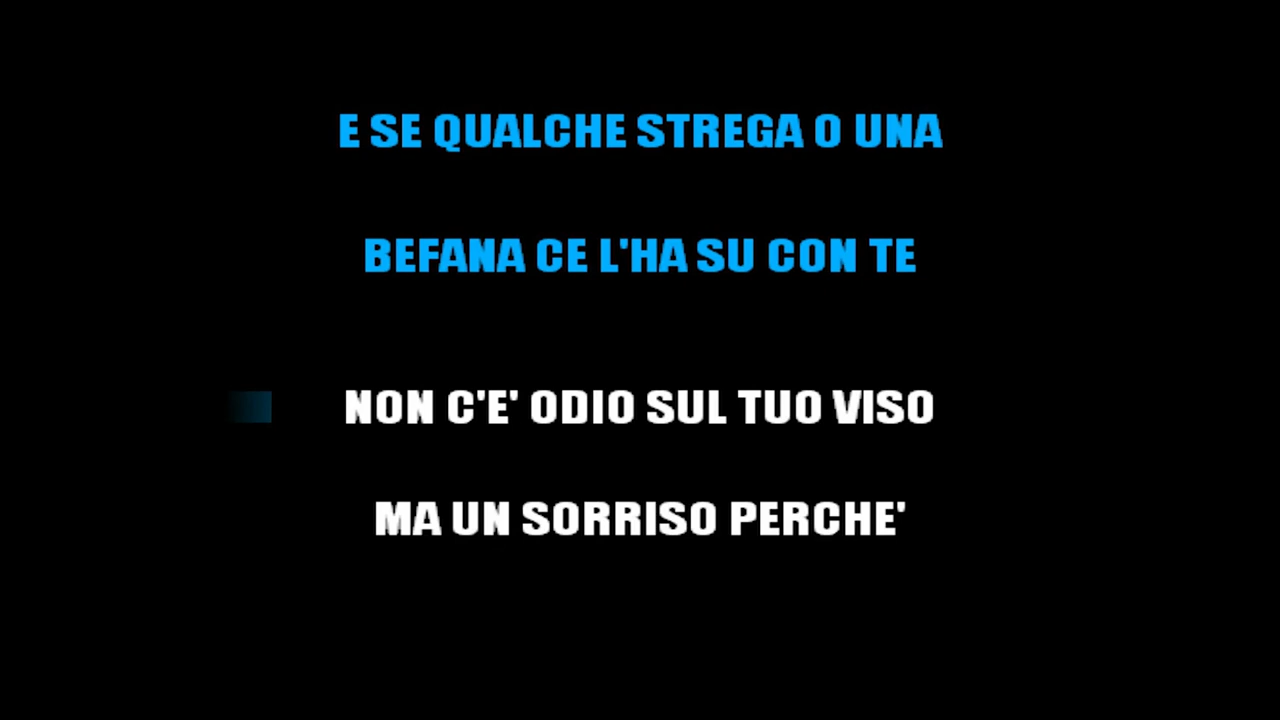 E SE QUALCHE STREGA O UNA
BEFANA CE L'HA SU CON TE
NON C'E' ODIO SUL TUO VISO
MA UN SORRISO PERCHE'